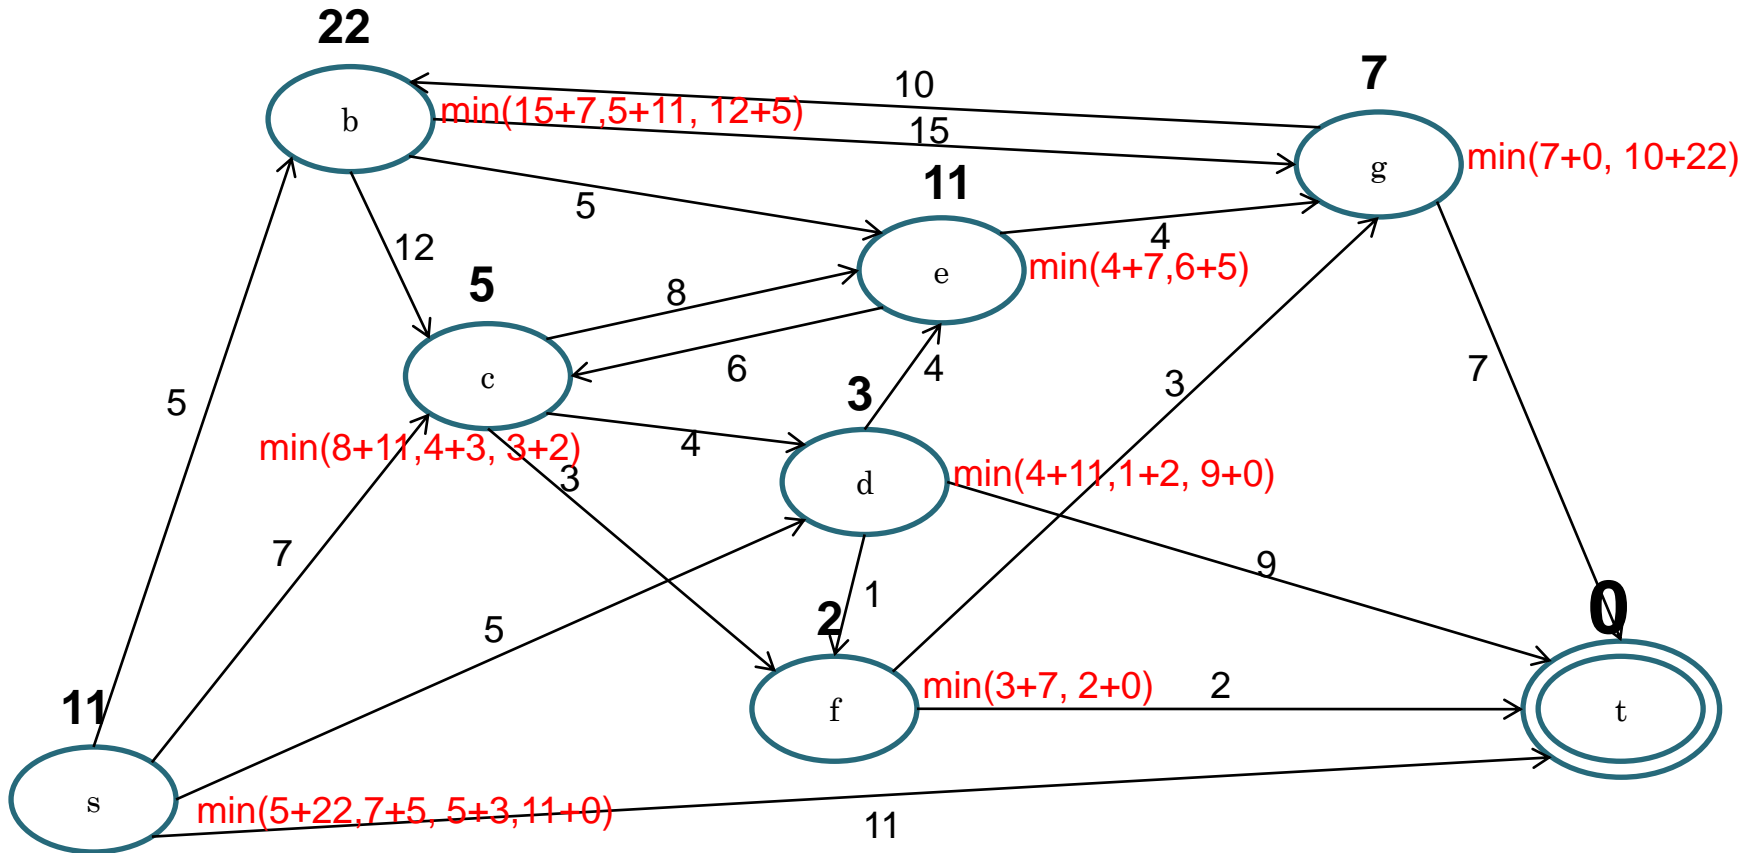 22
7
10
b
min(15+7,5+11, 12+5)
15
g
min(7+0, 10+22)
11
5
4
12
e
min(4+7,6+5)
5
8
6
4
3
3
7
5
c
min(8+11,4+3, 3+2)
4
3
d
min(4+11,1+2, 9+0)
7
9
1
2
0
5
11
min(3+7, 2+0)
2
f
t
s
min(5+22,7+5, 5+3,11+0)
11